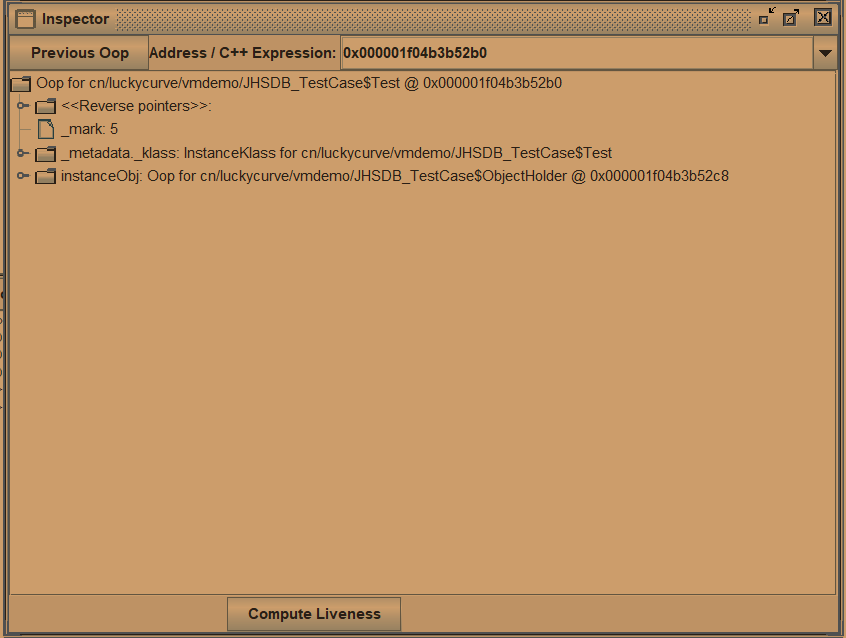 Inspector
Previous Oop Address / C++ Expression: 0x000001f04b3b52b0
Oop for cn/luckycurve/vmdemo/JHSDB_TestCase$Test @ 0x000001f04b3b52b0
<<Reverse pointers>>:
_mark: 5
_metadata._klass: InstanceKlass for cn/luckycurve/vmdemo/JHSDB_TestCase$Test
instanceObj: Oop for cn/luckycurve/vmdemo/JHSDB_TestCase$ObjectHolder @ 0x000001f04b3b52c8
Compute Liveness